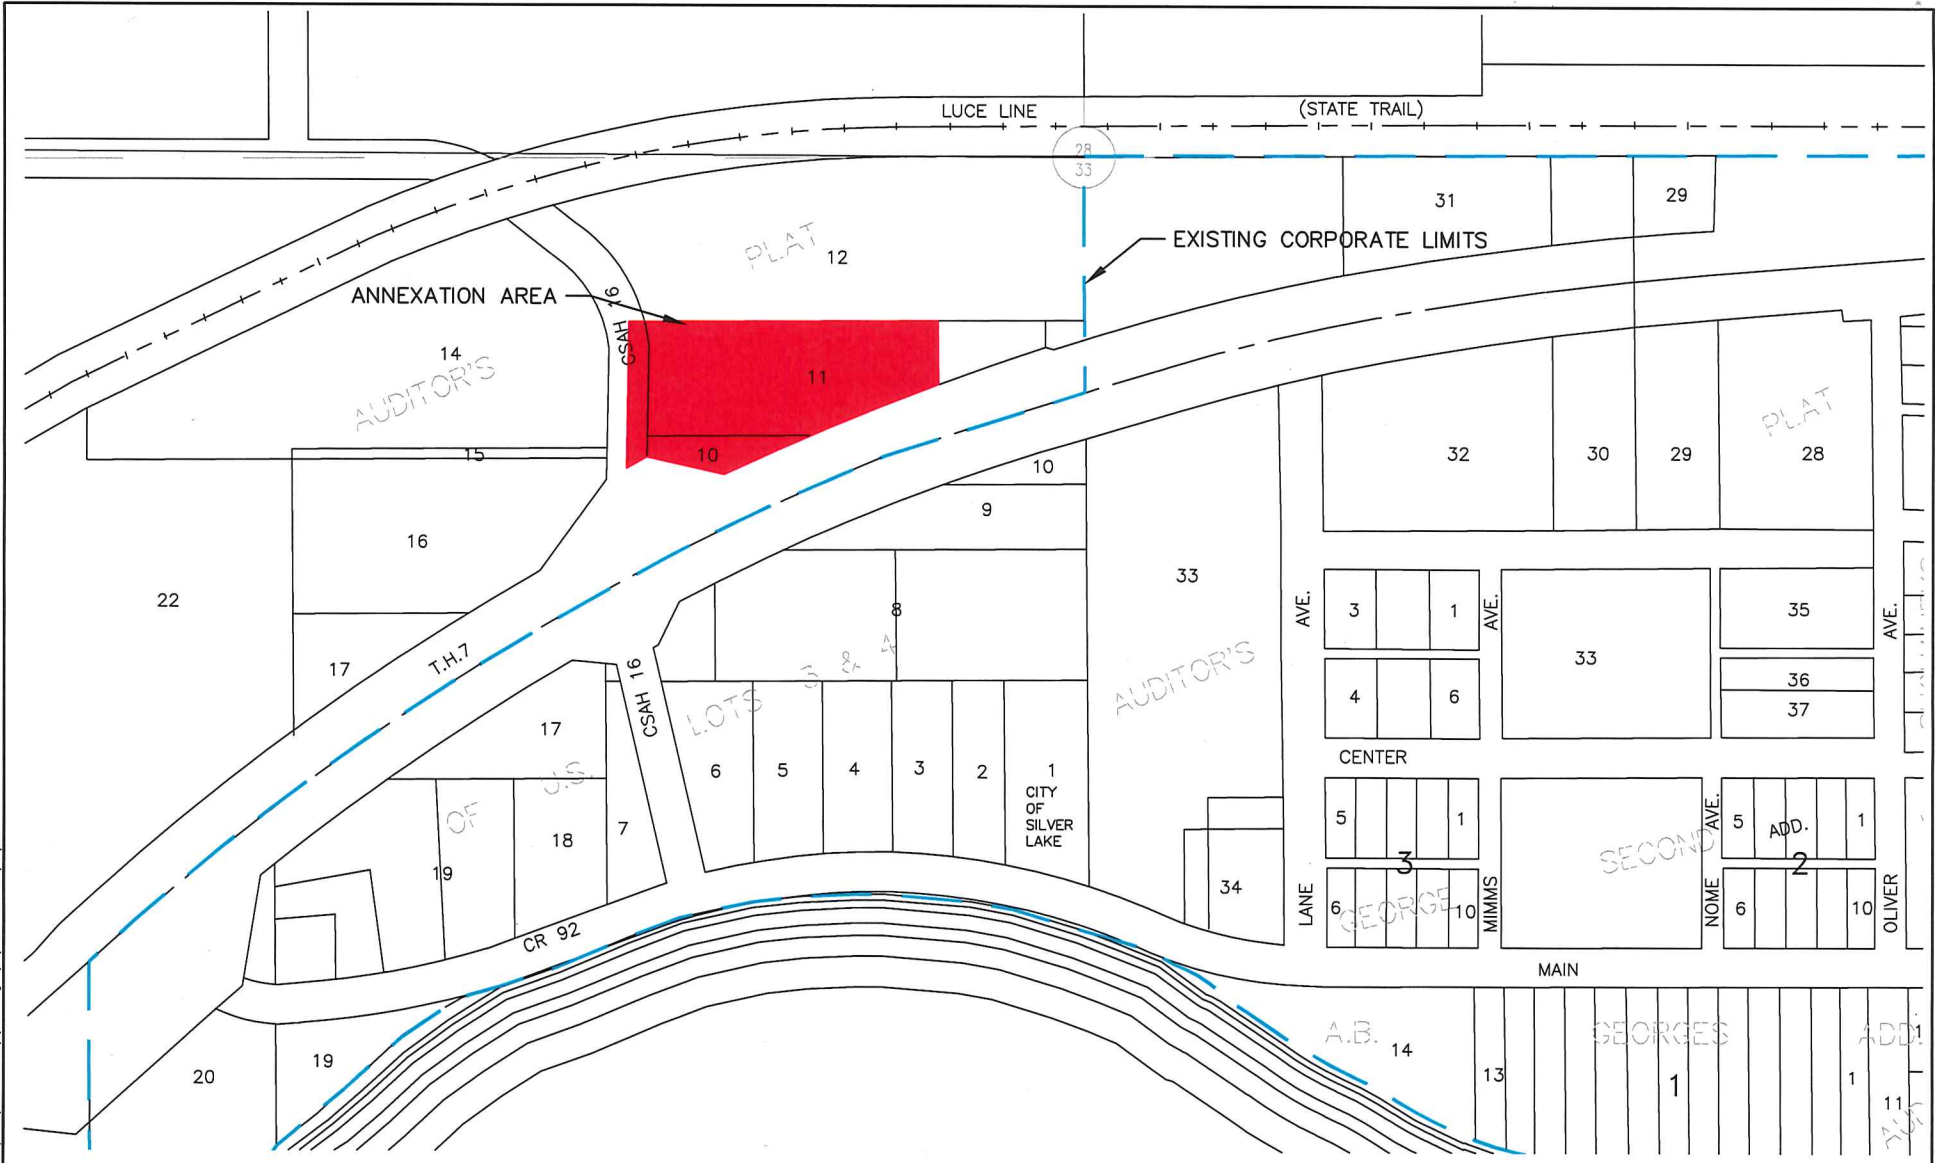 LUCE LINE
(STATE TRAIL)
28
33
31
29
PLAT
12
EXISTING CORPORATE LIMITS
ANNEXATION AREA
CSAH 16
14
AUDITOR'S
11
15
10
10
9
16
32
30
29
PLAT
28
22
33
8
AVE.
3
1
AVE.
33
35
AVE.
17
T.H.7
CSAH 16
LOTS 3 & 4
AUDITOR'S
4
6
36
37
17
U.S.
OF
6
5
4
3
2
1
CITY
OF
SILVER
LAKE
CENTER
19
18
7
5
1
3
SECOND
AVE.
5
ADD.
1
2
34
LANE
6
GEORGE
10
MIMMS
NOME
6
10
OLIVER
CR 92
MAIN
20
19
A.B.
14
13
GEORGES
1
ADD.
1
1
11